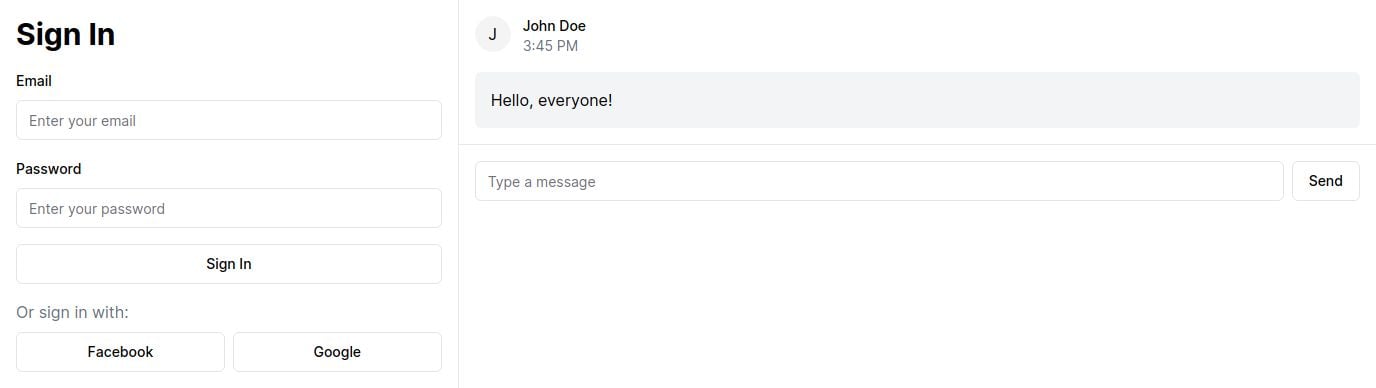 Sign In
Email
Enter your email
Password
Enter your password
Sign In
Or sign in with:
Facebook
Google
J
John Doe
3:45 PM
Hello, everyone!
Type a message
Send